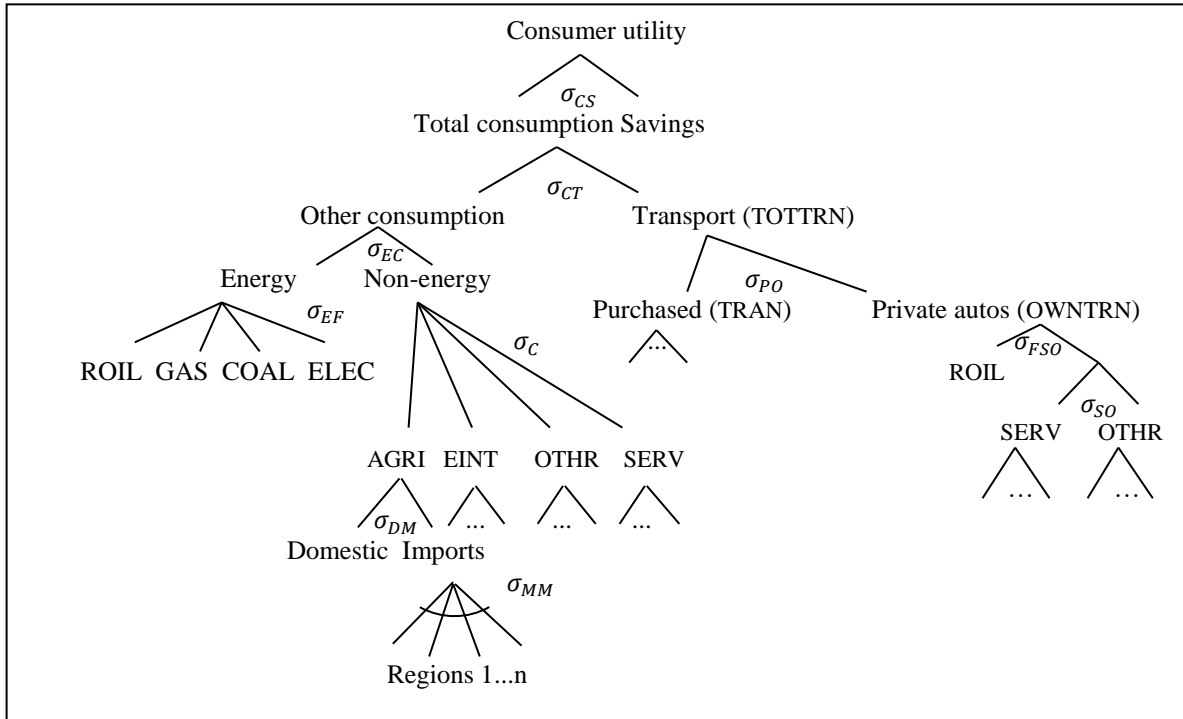 Consumer utility
σ_CS
Total consumption Savings
σ_CT
Other consumption Transport (TOTTRN)
σ_EC
Energy Non-energy
σ_PO
σ_EF
Purchased (TRAN) Private autos (OWNTRN)
σ_C
...
σ_FSO
ROIL GAS COAL ELEC
ROIL
σ_SO
SERV OTHR
AGRI EINT OTHR SERV
... ...
σ_DM ... ... ...
Domestic Imports
σ_MM
Regions 1...n